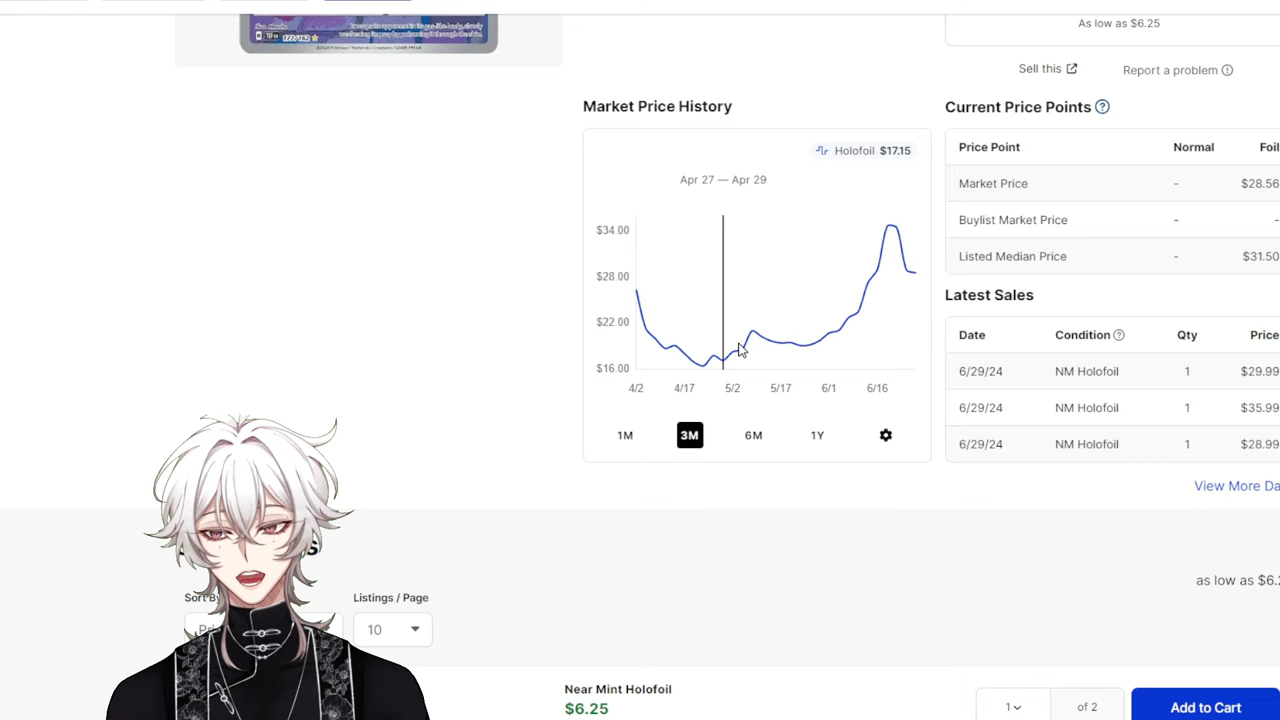 As low as $6.25
177/162
Sell this
Report a problem
Market Price History
Current Price Points
Holofoil $17.15
Price Point Normal Foil
Apr 27 — Apr 29
Market Price - $28.56
Buylist Market Price - -
Listed Median Price - $31.50
$34.00
$28.00
$22.00
$16.00
4/2 4/17 5/2 5/17 6/1 6/16
1M 3M 6M 1Y
Latest Sales
Date Condition Qty Price
6/29/24 NM Holofoil 1 $29.99
6/29/24 NM Holofoil 1 $35.99
6/29/24 NM Holofoil 1 $28.99
View More Da
as low as $6.2
Sort By Listings / Page
10
Near Mint Holofoil
$6.25
1 of 2 Add to Cart